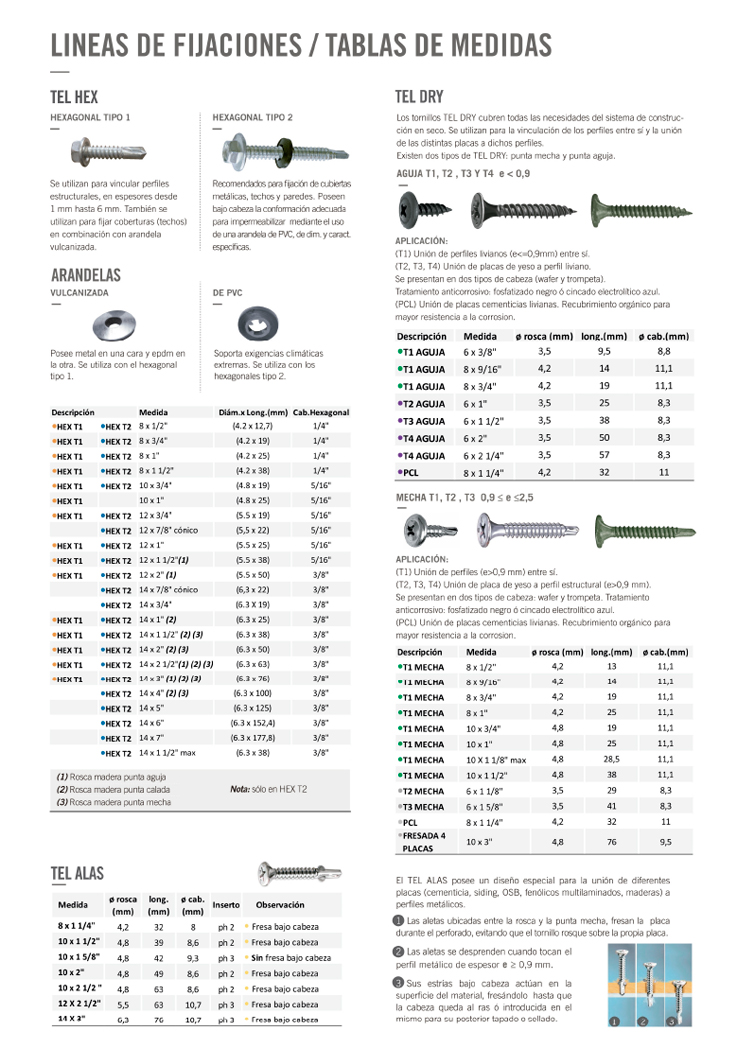 LINEAS DE FIJACIONES / TABLAS DE MEDIDAS
TEL HEX
HEXAGONAL TIPO 1
Se utilizan para vincular perfiles
estructurales, en espesores desde
1 mm hasta 6 mm. También se
utilizan para fijar coberturas (techos)
en combinación con arandela
vulcanizada.
HEXAGONAL TIPO 2
Recomendados para fijación de cubiertas
metálicas, techos y paredes. Poseen
bajo cabeza la conformación adecuada
para impermeabilizar mediante el uso
de una arandela de PVC, de dim. y caract.
específicas.
ARANDELAS
VULCANIZADA
Posee metal en una cara y epdm en
la otra. Se utiliza con el hexagonal
tipo 1.
DE PVC
Soporta exigencias climáticas
extremas. Se utiliza con los
hexagonales tipo 2.
Descripción Medida Diám.x Long.(mm) Cab.Hexagonal
HEX T1 HEX T2 8 x 1/2" (4.2 x 12,7) 1/4"
HEX T1 HEX T2 8 x 3/4" (4.2 x 19) 1/4"
HEX T1 HEX T2 8 x 1" (4.2 x 25) 1/4"
HEX T1 HEX T2 8 x 1 1/2" (4.2 x 38) 1/4"
HEX T1 HEX T2 10 x 3/4" (4.8 x 19) 5/16"
HEX T1 10 x 1" (4.8 x 25) 5/16"
HEX T1 HEX T2 12 x 3/4" (5.5 x 19) 5/16"
HEX T2 12 x 7/8" cónico (5,5 x 22) 5/16"
HEX T1 HEX T2 12 x 1" (5.5 x 25) 5/16"
HEX T1 HEX T2 12 x 1 1/2"(1) (5.5 x 38) 5/16"
HEX T1 HEX T2 12 x 2" (1) (5.5 x 50) 3/8"
HEX T2 14 x 7/8" cónico (6,3 x 22) 3/8"
HEX T2 14 x 3/4" (6.3 X 19) 3/8"
HEX T1 HEX T2 14 x 1" (2) (6.3 x 25) 3/8"
HEX T1 HEX T2 14 x 1 1/2" (2) (3) (6.3 x 38) 3/8"
HEX T1 HEX T2 14 x 2" (2) (3) (6.3 x 50) 3/8"
HEX T1 HEX T2 14 x 2 1/2"(1) (2) (3) (6.3 x 63) 3/8"
HEX T1 HEX T2 14 x 3" (1) (2) (3) (6.3 x 76) 3/8"
HEX T2 14 x 4" (2) (3) (6.3 x 100) 3/8"
HEX T2 14 x 5" (6.3 x 125) 3/8"
HEX T2 14 x 6" (6.3 x 152,4) 3/8"
HEX T2 14 x 7" (6.3 x 177,8) 3/8"
HEX T2 14 x 1 1/2" max (6.3 x 38) 3/8"
(1) Rosca madera punta aguja
(2) Rosca madera punta calada
(3) Rosca madera punta mecha
Nota: sólo en HEX T2
TEL ALAS
Medida ø rosca (mm) long. (mm) ø cab. (mm) Inserto Observación
8 x 1 1/4" 4,2 32 8 ph 2 Fresa bajo cabeza
10 x 1 1/2" 4,8 39 8,6 ph 2 Fresa bajo cabeza
10 x 1 5/8" 4,8 42 9,3 ph 3 Sin fresa bajo cabeza
10 x 2" 4,8 49 8,6 ph 2 Fresa bajo cabeza
10 x 2 1/2 " 4,8 63 8,6 ph 2 Fresa bajo cabeza
12 X 2 1/2" 5,5 63 10,7 ph 3 Fresa bajo cabeza
14 X 3" 6,3 76 10,7 ph 3 Fresa bajo cabeza
TEL DRY
Los tornillos TEL DRY cubren todas las necesidades del sistema de construc-
ción en seco. Se utilizan para la vinculación de los perfiles entre sí y la unión
de las distintas placas a dichos perfiles.
Existen dos tipos de TEL DRY: punta mecha y punta aguja.
AGUJA T1, T2 , T3 Y T4 e < 0,9
APLICACIÓN:
(T1) Unión de perfiles livianos (e<=0,9mm) entre sí.
(T2, T3, T4) Unión de placas de yeso a perfil liviano.
Se presentan en dos tipos de cabeza (wafer y trompeta).
Tratamiento anticorrosivo: fosfatizado negro ó cincado electrolítico azul.
(PCL) Unión de placas cementicias livianas. Recubrimiento orgánico para
mayor resistencia a la corrosion.
Descripción Medida ø rosca (mm) long.(mm) ø cab.(mm)
T1 AGUJA 6 x 3/8" 3,5 9,5 8,8
T1 AGUJA 8 x 9/16" 4,2 14 11,1
T1 AGUJA 8 x 3/4" 4,2 19 11,1
T2 AGUJA 6 x 1" 3,5 25 8,3
T3 AGUJA 6 x 1 1/2" 3,5 38 8,3
T4 AGUJA 6 x 2" 3,5 50 8,3
T4 AGUJA 6 x 2 1/4" 3,5 57 8,3
PCL 8 x 1 1/4" 4,2 32 11
MECHA T1, T2 , T3 0,9 ≤ e ≤2,5
APLICACIÓN:
(T1) Unión de perfiles (e>0,9 mm) entre sí.
(T2, T3, T4) Unión de placa de yeso a perfil estructural (e>0,9 mm).
Se presentan en dos tipos de cabeza: wafer y trompeta. Tratamiento
anticorrosivo: fosfatizado negro ó cincado electrolítico azul.
(PCL) Unión de placas cementicias livianas. Recubrimiento orgánico para
mayor resistencia a la corrosion.
Descripción Medida ø rosca (mm) long.(mm) ø cab.(mm)
T1 MECHA 8 x 1/2" 4,2 13 11,1
T1 MECHA 8 x 9/16" 4,2 14 11,1
T1 MECHA 8 x 3/4" 4,2 19 11,1
T1 MECHA 8 x 1" 4,2 25 11,1
T1 MECHA 10 x 3/4" 4,8 19 11,1
T1 MECHA 10 x 1" 4,8 25 11,1
T1 MECHA 10 X 1 1/8" max 4,8 28,5 11,1
T1 MECHA 10 x 1 1/2" 4,8 38 11,1
T2 MECHA 6 x 1 1/8" 3,5 29 8,3
T3 MECHA 6 x 1 5/8" 3,5 41 8,3
PCL 8 x 1 1/4" 4,2 32 11
FRESADA 4 PLACAS 10 x 3" 4,8 76 9,5
El TEL ALAS posee un diseño especial para la unión de diferentes
placas (cementicia, siding, OSB, fenólicos multilaminados, maderas) a
perfiles metálicos.
1 Las aletas ubicadas entre la rosca y la punta mecha, fresan la placa
durante el perforado, evitando que el tornillo rosque sobre la propia placa.
2 Las aletas se desprenden cuando tocan el
perfil metálico de espesor e ≥ 0,9 mm.
3 Sus estrías bajo cabeza actúan en la
superficie del material, fresándolo hasta que
la cabeza queda al ras ó introducida en el
mismo para su posterior tapado o sellado.
1 2 3